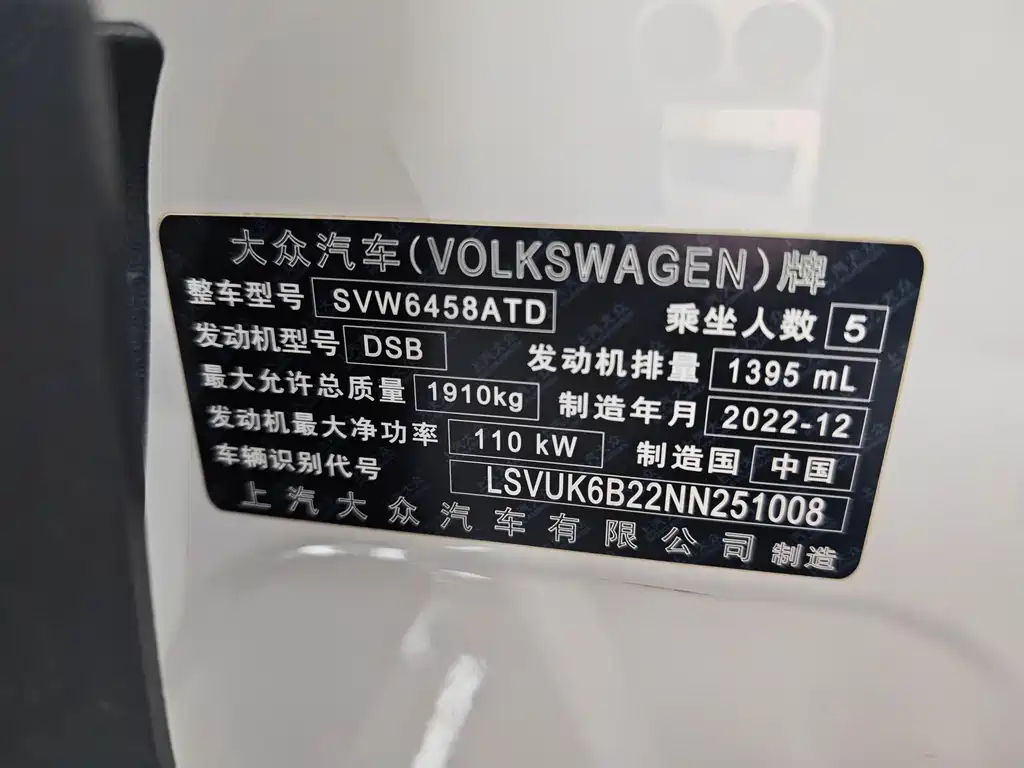 大众汽车(VOLKSWAGEN)牌
整车型号 SVW6458ATD 乘坐人数 5
发动机型号 DSB 发动机排量 1395 mL
最大允许总质量 1910kg 制造年月 2022-12
发动机最大净功率 110 kW 制造国 中国
车辆识别代号 LSVUK6B22NN251008
上汽大众汽车有限公司 制造